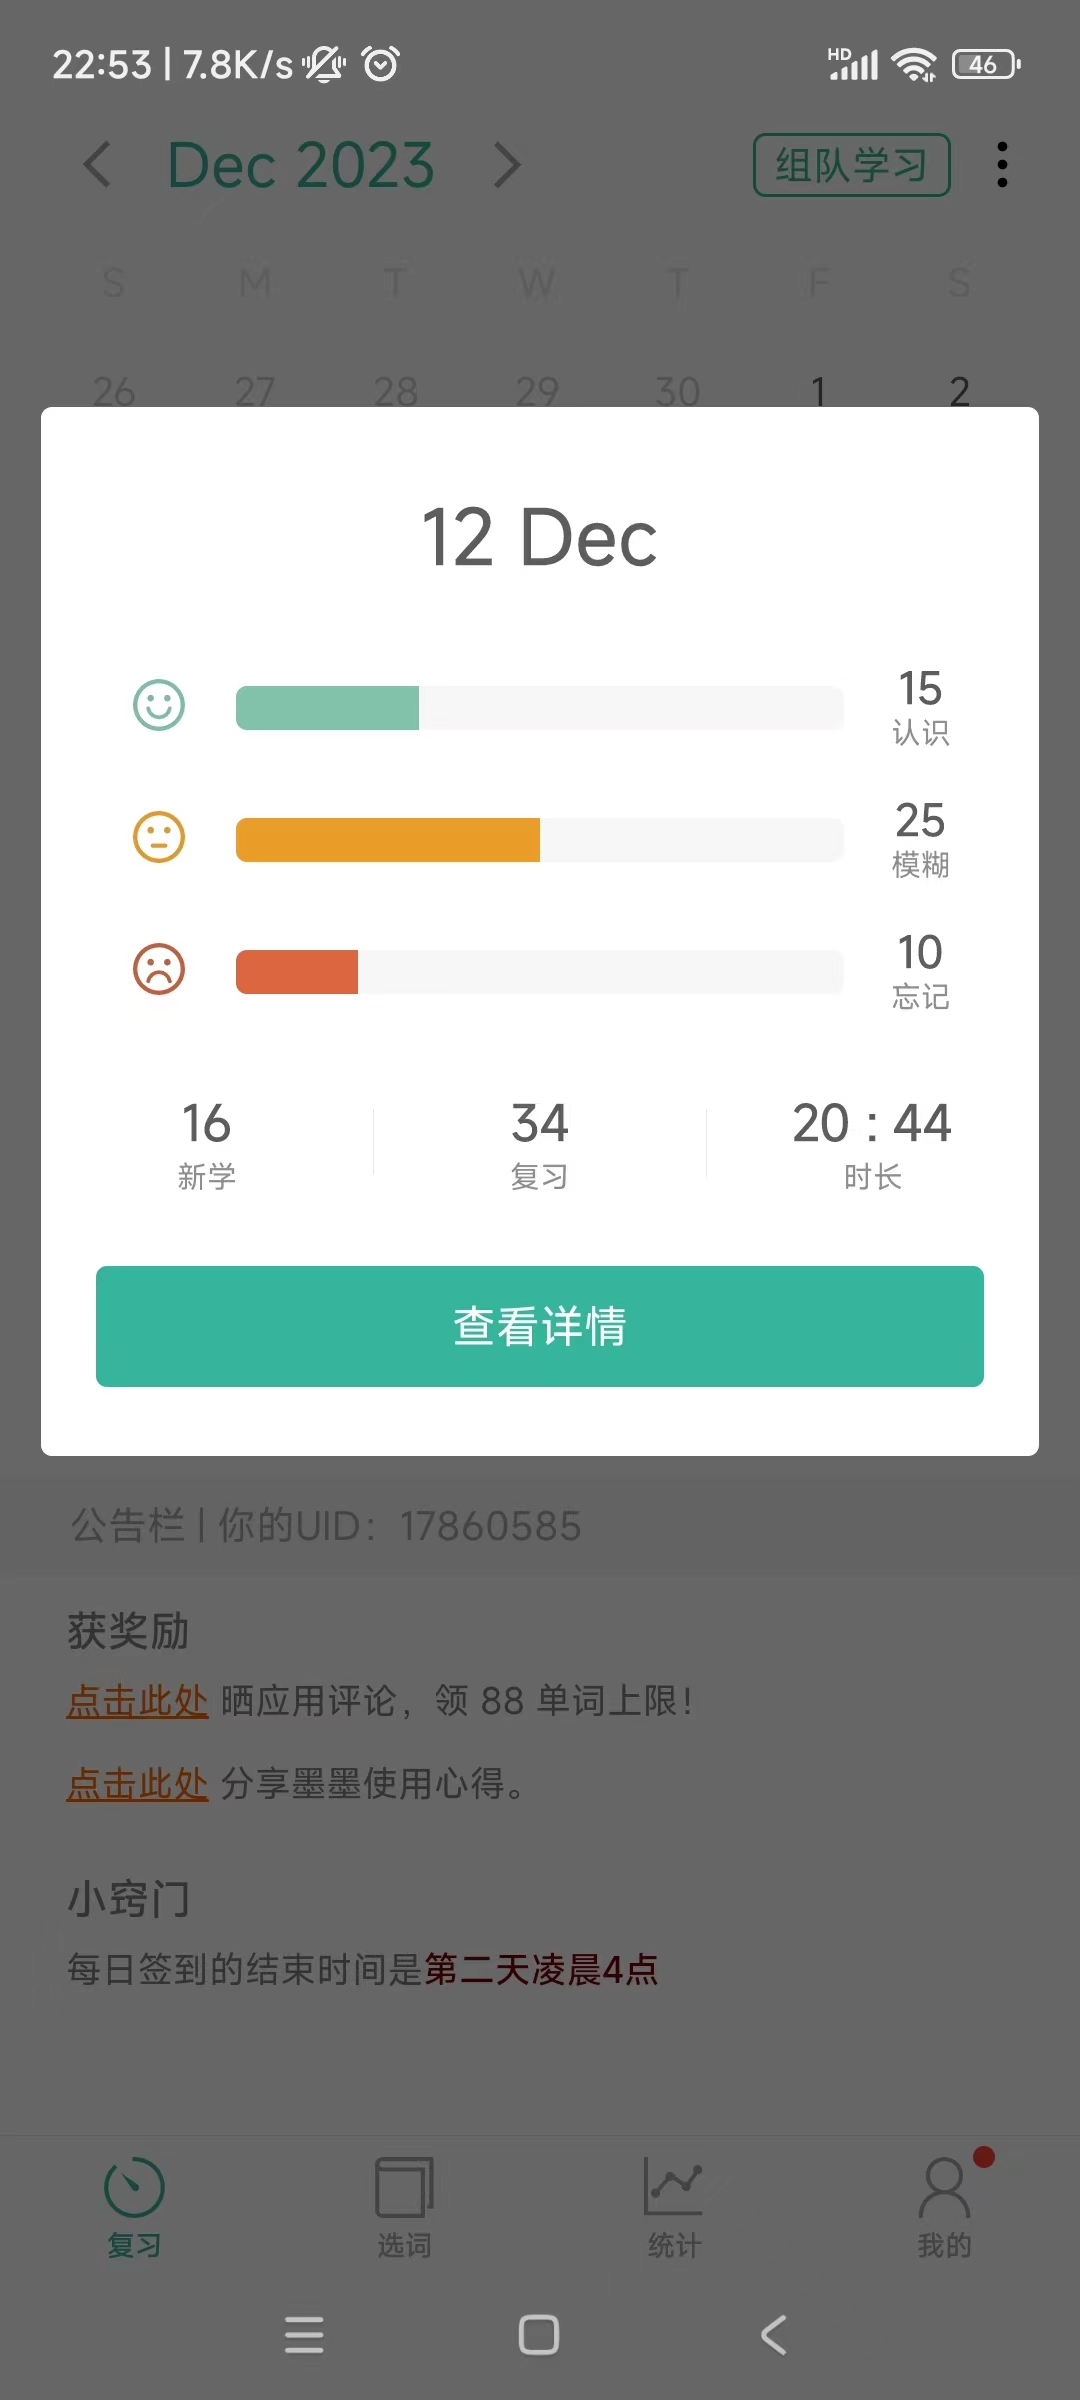 22:53 | 7.8K/s HD 46
Dec 2023 组队学习
S M T W T F S
26 27 28 29 30 1 2
12 Dec
15
认识
25
模糊
10
忘记
16 34 20 : 44
新学 复习 时长
查看详情
公告栏 | 你的UID：17860585
获奖励
点击此处 晒应用评论，领 88 单词上限！
点击此处 分享墨墨使用心得。
小窍门
每日签到的结束时间是第二天凌晨4点
复习 选词 统计 我的